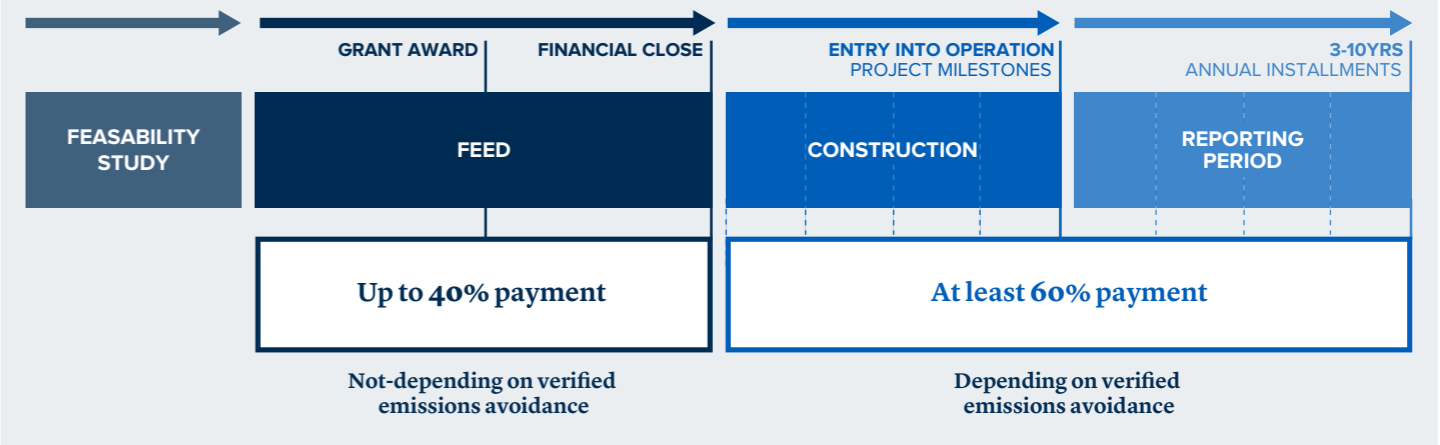 GRANT AWARD
FINANCIAL CLOSE
ENTRY INTO OPERATION
PROJECT MILESTONES
3-10YRS
ANNUAL INSTALLMENTS
FEASABILITY
STUDY
FEED
CONSTRUCTION
REPORTING
PERIOD
Up to 40% payment
At least 60% payment
Not-depending on verified
emissions avoidance
Depending on verified
emissions avoidance